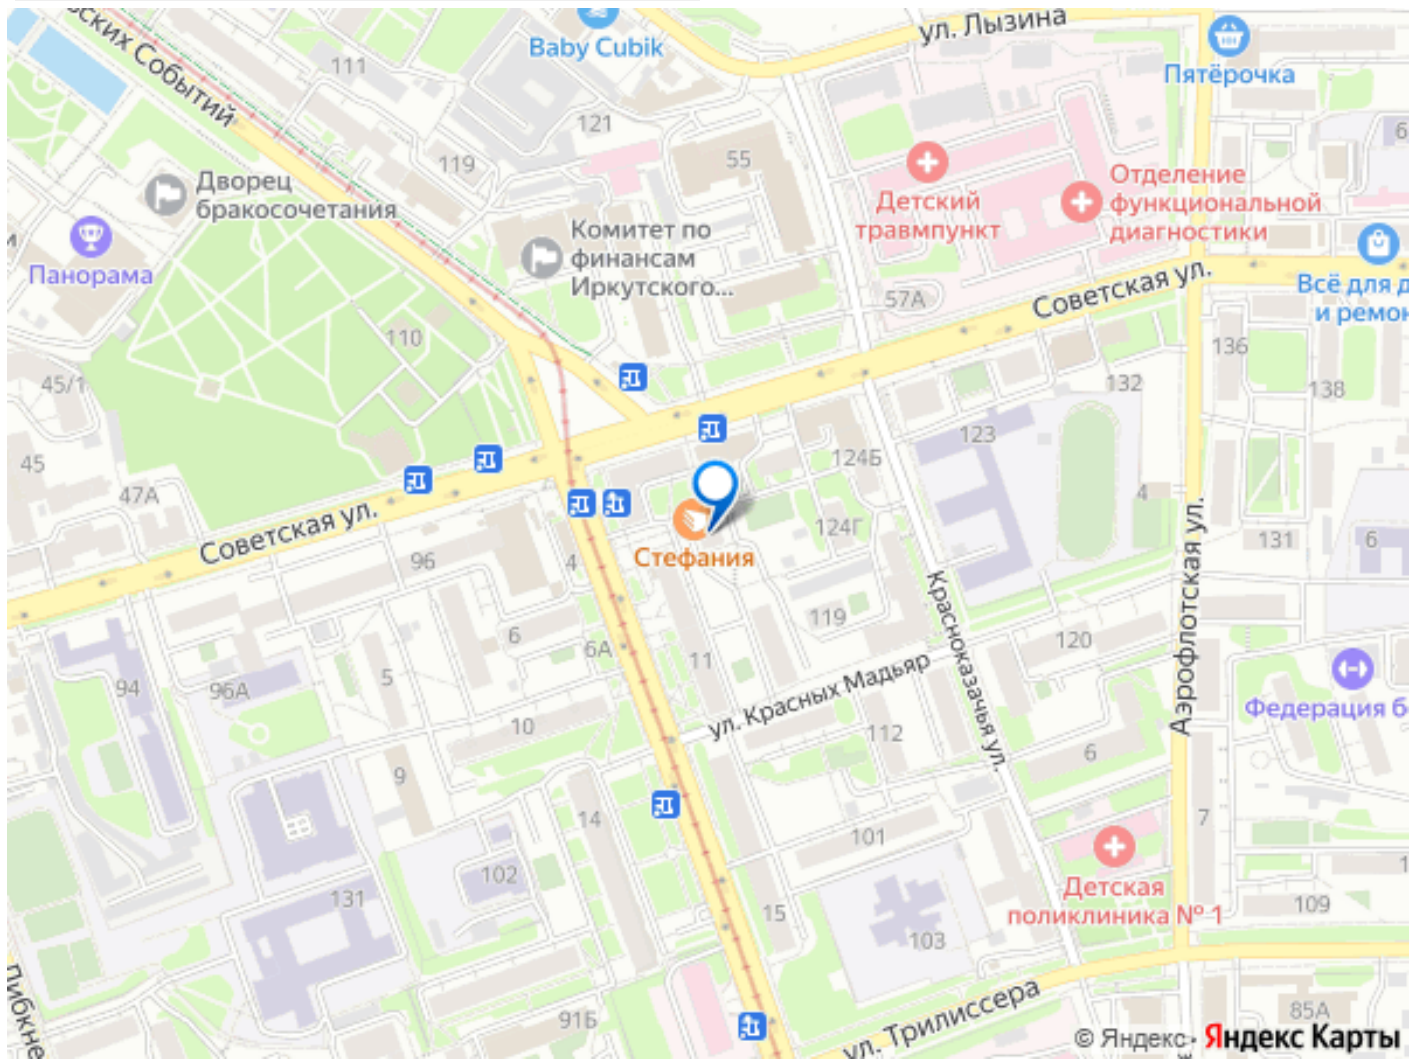 ских Событий
111
Baby Cubik
ул. Лызина
Пятёрочка
121
119
55
6
Дворец
бракосочетания
Детский
травмпункт
Отделение
функциональной
диагностики
и
Панорама
Комитет по
финансам
Иркутского...
57А
Советская ул.
Всё для д
и ремон
110
45/1
136
138
132
123
45
47А
124Б
4
Советская ул.
96
4
Стефания
124Г
131
6
Красноказачья ул.
Аэрофлотская ул.
119
120
6
6А
11
94
96А
5
10
ул. Красных Мадьяр
112
6
Федерация б
9
14
101
7
102
131
15
103
Детская
поликлиника № 1
109
1
Либкне
91Б
ул. Трилиссера
85А
© Яндекс
Яндекс Карты